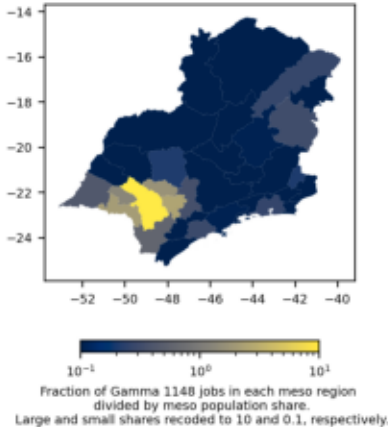 −14
−16
−18
−20
−22
−24
−52 −50 −48 −46 −44 −42 −40
10⁻¹ 10⁰ 10¹
Fraction of Gamma 1148 jobs in each meso region
divided by meso population share.
Large and small shares recoded to 10 and 0.1, respectively.